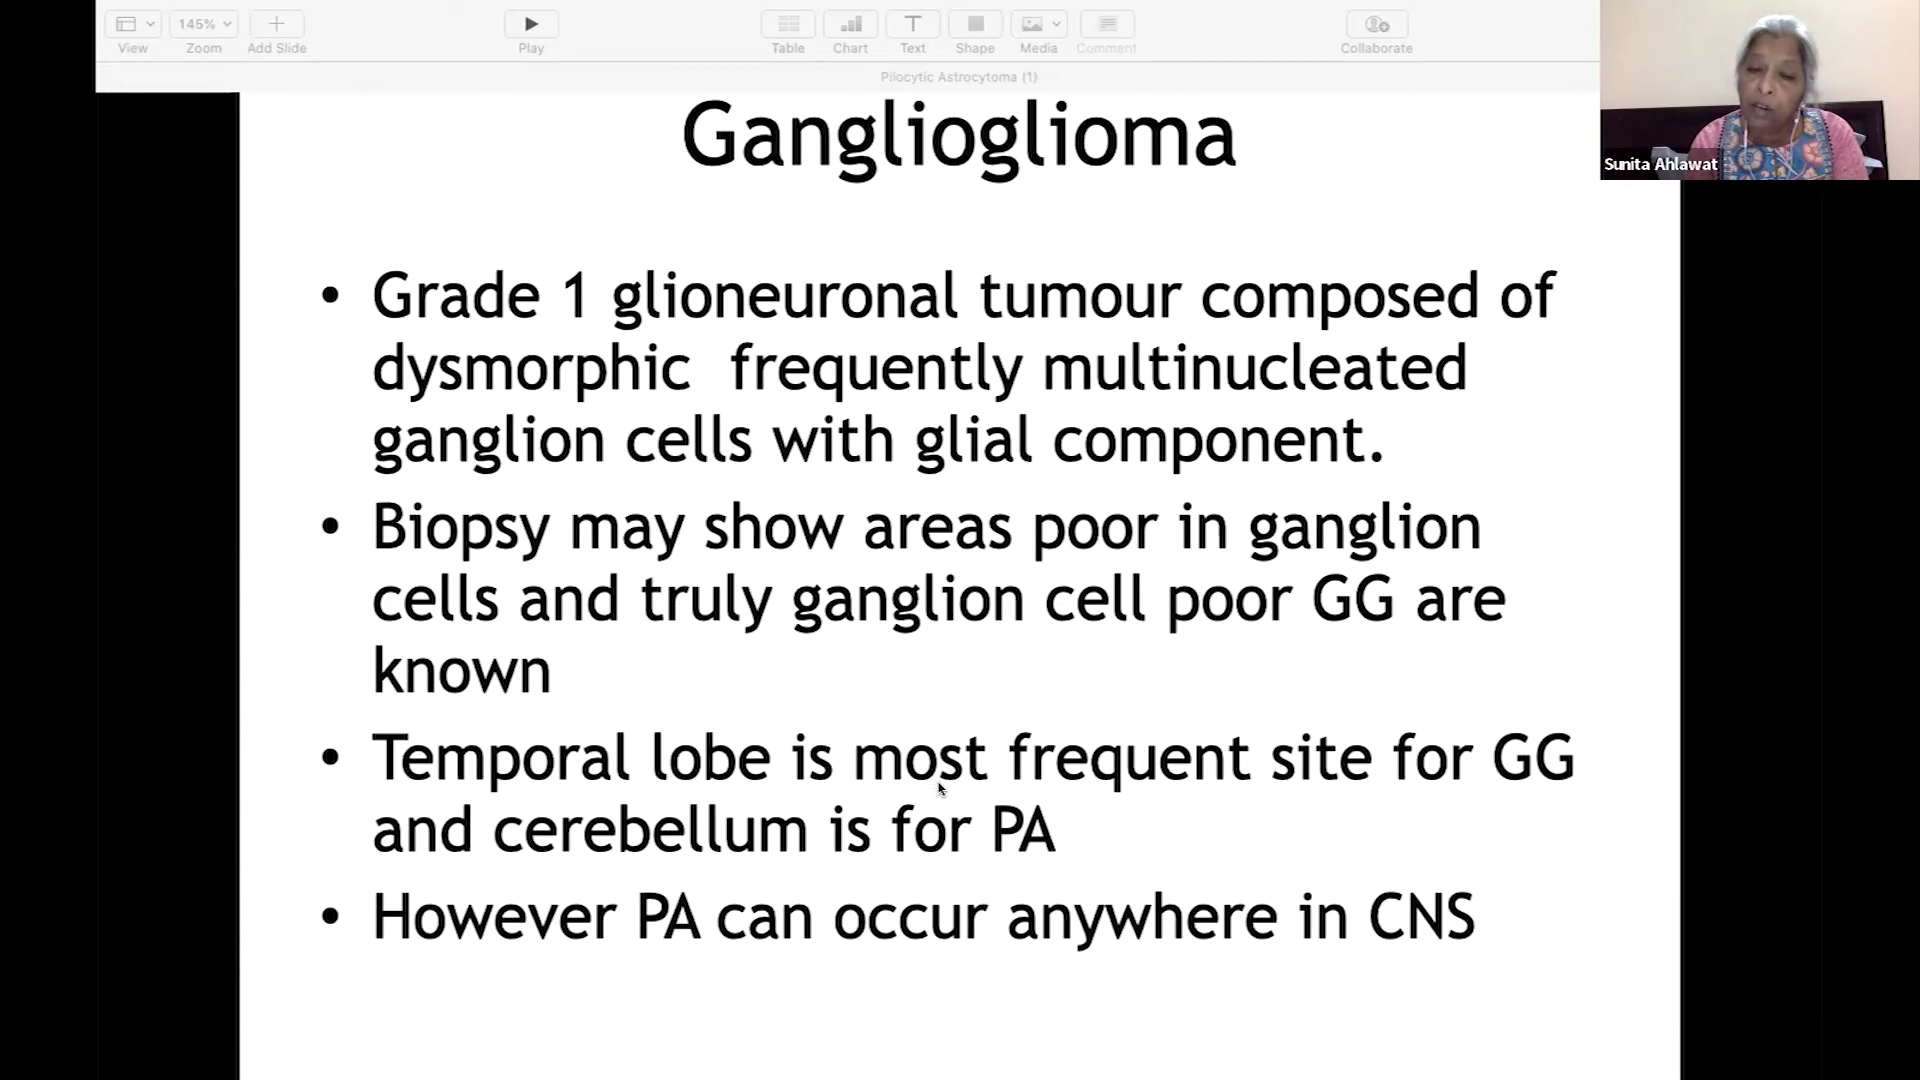 145%
View
Zoom
Add Slide
Play
Table
Chart
Text
Shape
Media
Comment
Collaborate
Pilocytic Astrocytoma (1)
Sunita Ahlawat
Ganglioglioma
• Grade 1 glioneuronal tumour composed of
dysmorphic frequently multinucleated
ganglion cells with glial component.
• Biopsy may show areas poor in ganglion
cells and truly ganglion cell poor GG are
known
• Temporal lobe is most frequent site for GG
and cerebellum is for PA
• However PA can occur anywhere in CNS